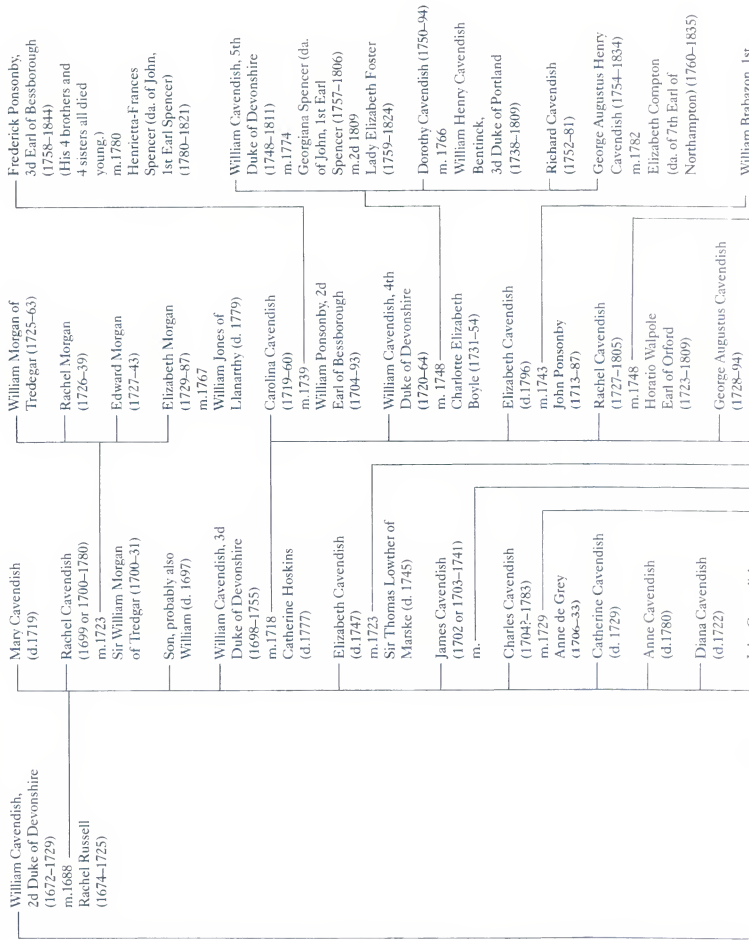 William Cavendish,
2d Duke of Devonshire
(1672–1729)
m.1688
Rachel Russell
(1674–1725)
Mary Cavendish
(d.1719)
Rachel Cavendish
(1699 or 1700–1780)
m.1723
Sir William Morgan
of Tredgar (1700–31)
Son, probably also
William (d. 1697)
William Cavendish, 3d
Duke of Devonshire
(1698–1755)
m.1718
Catherine Hoskins
(d.1777)
Elizabeth Cavendish
(d.1747)
m.1723
Sir Thomas Lowther of
Marske (d. 1745)
James Cavendish
(1702 or 1703–1741)
m.
Charles Cavendish
(1704?–1783)
m.1729
Anne de Grey
(1706–33)
Catherine Cavendish
(d. 1729)
Anne Cavendish
(d.1780)
Diana Cavendish
(d.1722)
William Morgan of
Tredegar (1725–63)
Rachel Morgan
(1726–39)
Edward Morgan
(1727–43)
Elizabeth Morgan
(1729–87)
m.1767
William Jones of
Llanarthy (d. 1779)
Carolina Cavendish
(1719–60)
m.1739
William Ponsonby, 2d
Earl of Bessborough
(1704–93)
William Cavendish, 4th
Duke of Devonshire
(1720–64)
m. 1748
Charlotte Elizabeth
Boyle (1731–54)
Elizabeth Cavendish
(d.1796)
m.1743
John Ponsonby
(1713–87)
Rachel Cavendish
(1727–1805)
m.1748
Horatio Walpole
Earl of Orford
(1723–1809)
George Augustus Cavendish
(1728–94)
Frederick Ponsonby,
3d Earl of Bessborough
(1758–1844)
(His 4 brothers and
4 sisters all died
young.)
m.1780
Henrietta-Frances
Spencer (da. of John,
1st Earl Spencer)
(1780–1821)
William Cavendish, 5th
Duke of Devonshire
(1748–1811)
m.1774
Georgiana Spencer (da.
of John, 1st Earl
Spencer (1757–1806)
m.2d 1809
Lady Elizabeth Foster
(1759–1824)
Dorothy Cavendish (1750–94)
m.1766
William Henry Cavendish
Bentinck,
3d Duke of Portland
(1738–1809)
Richard Cavendish
(1752–81)
George Augustus Henry
Cavendish (1754–1834)
m.1782
Elizabeth Compton
(da. of 7th Earl of
Northampton) (1760–1835)
William Brabazon, 1st